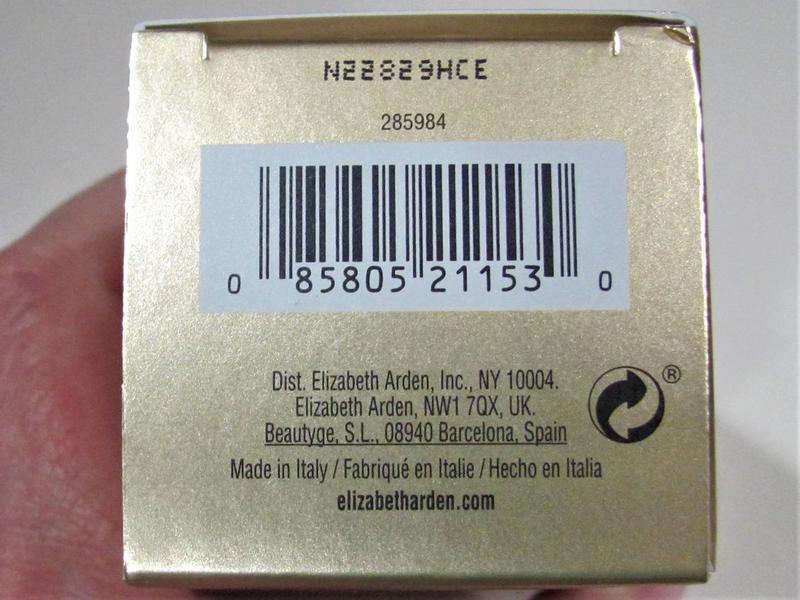 N22829HCE
285984
0 85805 21153 0
Dist. Elizabeth Arden, Inc., NY 10004.
Elizabeth Arden, NW1 7QX, UK.
Beautyge, S.L., 08940 Barcelona, Spain
®
Made in Italy / Fabriqué en Italie / Hecho en Italia
elizabetharden.com